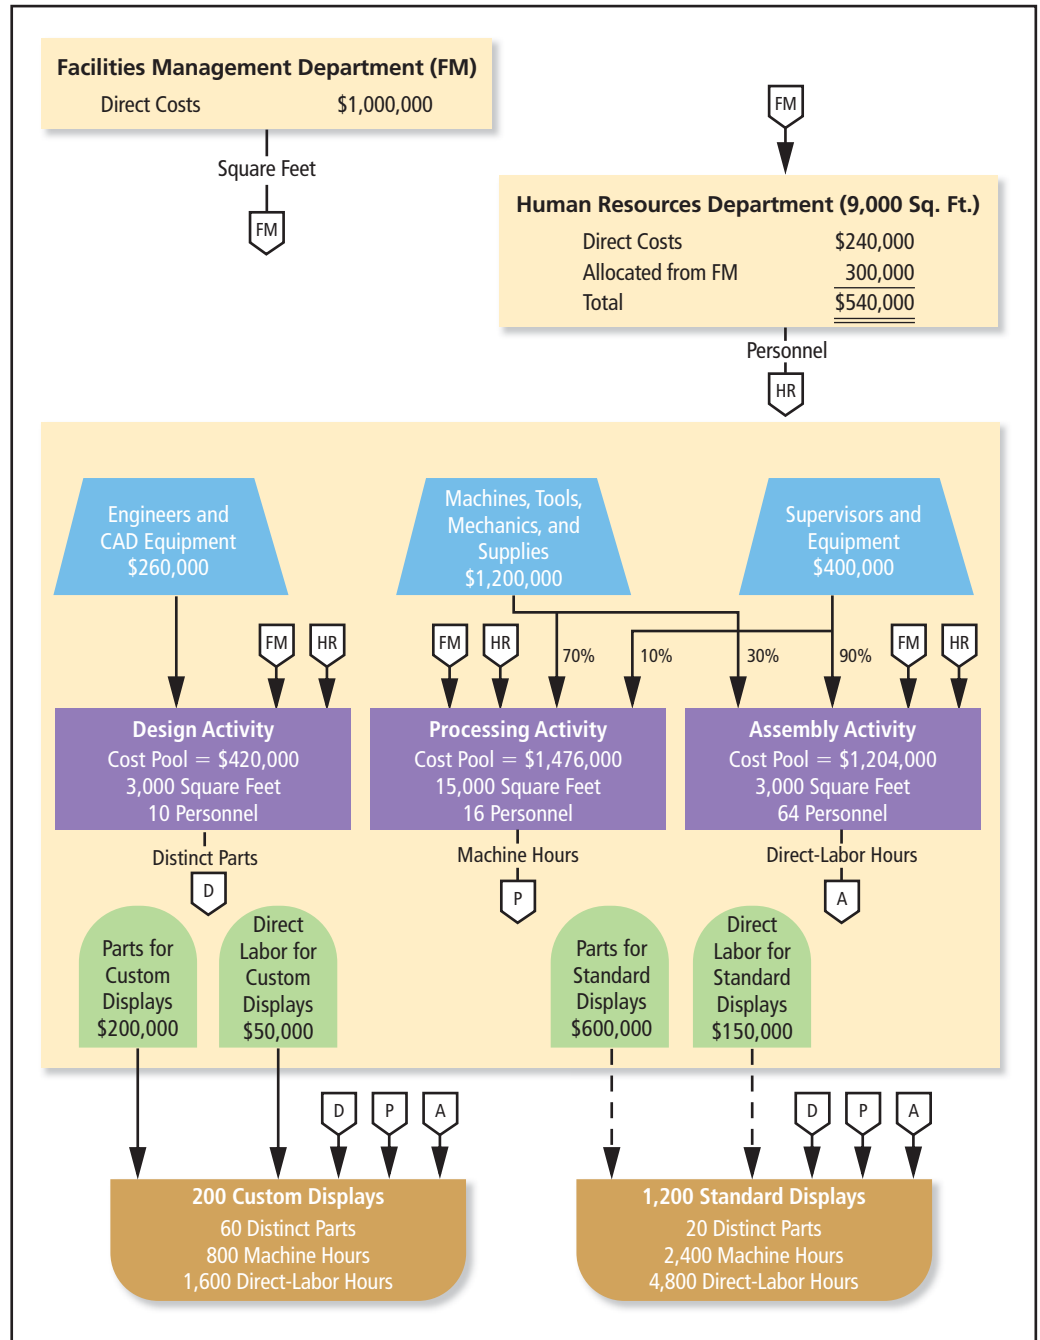 Facilities Management Department (FM)
Direct Costs $1,000,000
Square Feet
FM
FM
Human Resources Department (9,000 Sq. Ft.)
Direct Costs $240,000
Allocated from FM 300,000
Total $540,000
Personnel
HR
Engineers and
CAD Equipment
$260,000
Machines, Tools,
Mechanics, and
Supplies
$1,200,000
Supervisors and
Equipment
$400,000
FM
HR
FM
HR
70%
10%
30%
90%
FM
HR
Design Activity
Cost Pool = $420,000
3,000 Square Feet
10 Personnel
Processing Activity
Cost Pool = $1,476,000
15,000 Square Feet
16 Personnel
Assembly Activity
Cost Pool = $1,204,000
3,000 Square Feet
64 Personnel
Distinct Parts
D
Machine Hours
P
Direct-Labor Hours
A
Parts for
Custom
Displays
$200,000
Direct
Labor for
Custom
Displays
$50,000
Parts for
Standard
Displays
$600,000
Direct
Labor for
Standard
Displays
$150,000
D
P
A
D
P
A
200 Custom Displays
60 Distinct Parts
800 Machine Hours
1,600 Direct-Labor Hours
1,200 Standard Displays
20 Distinct Parts
2,400 Machine Hours
4,800 Direct-Labor Hours